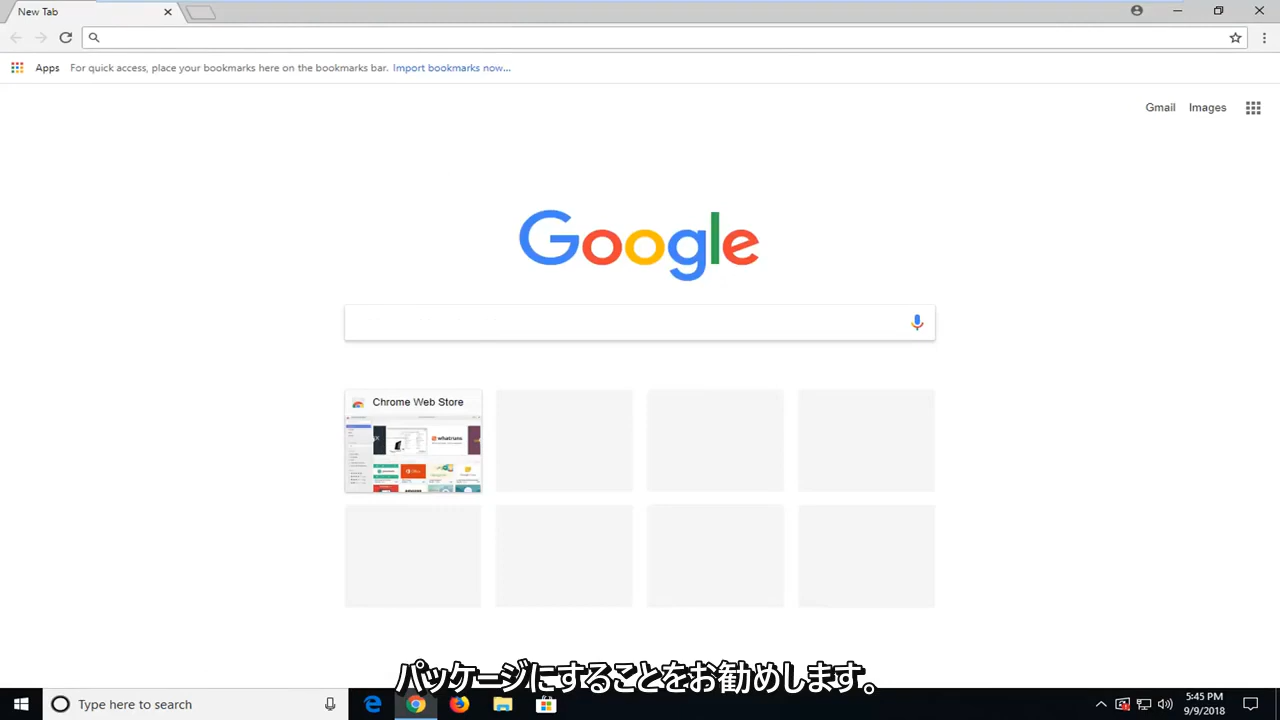 New Tab
Apps For quick access, place your bookmarks here on the bookmarks bar. Import bookmarks now...
Gmail Images
Google
Chrome Web Store
whatruns
パッケージにすることをお勧めします。
Type here to search
5:45 PM
9/9/2018